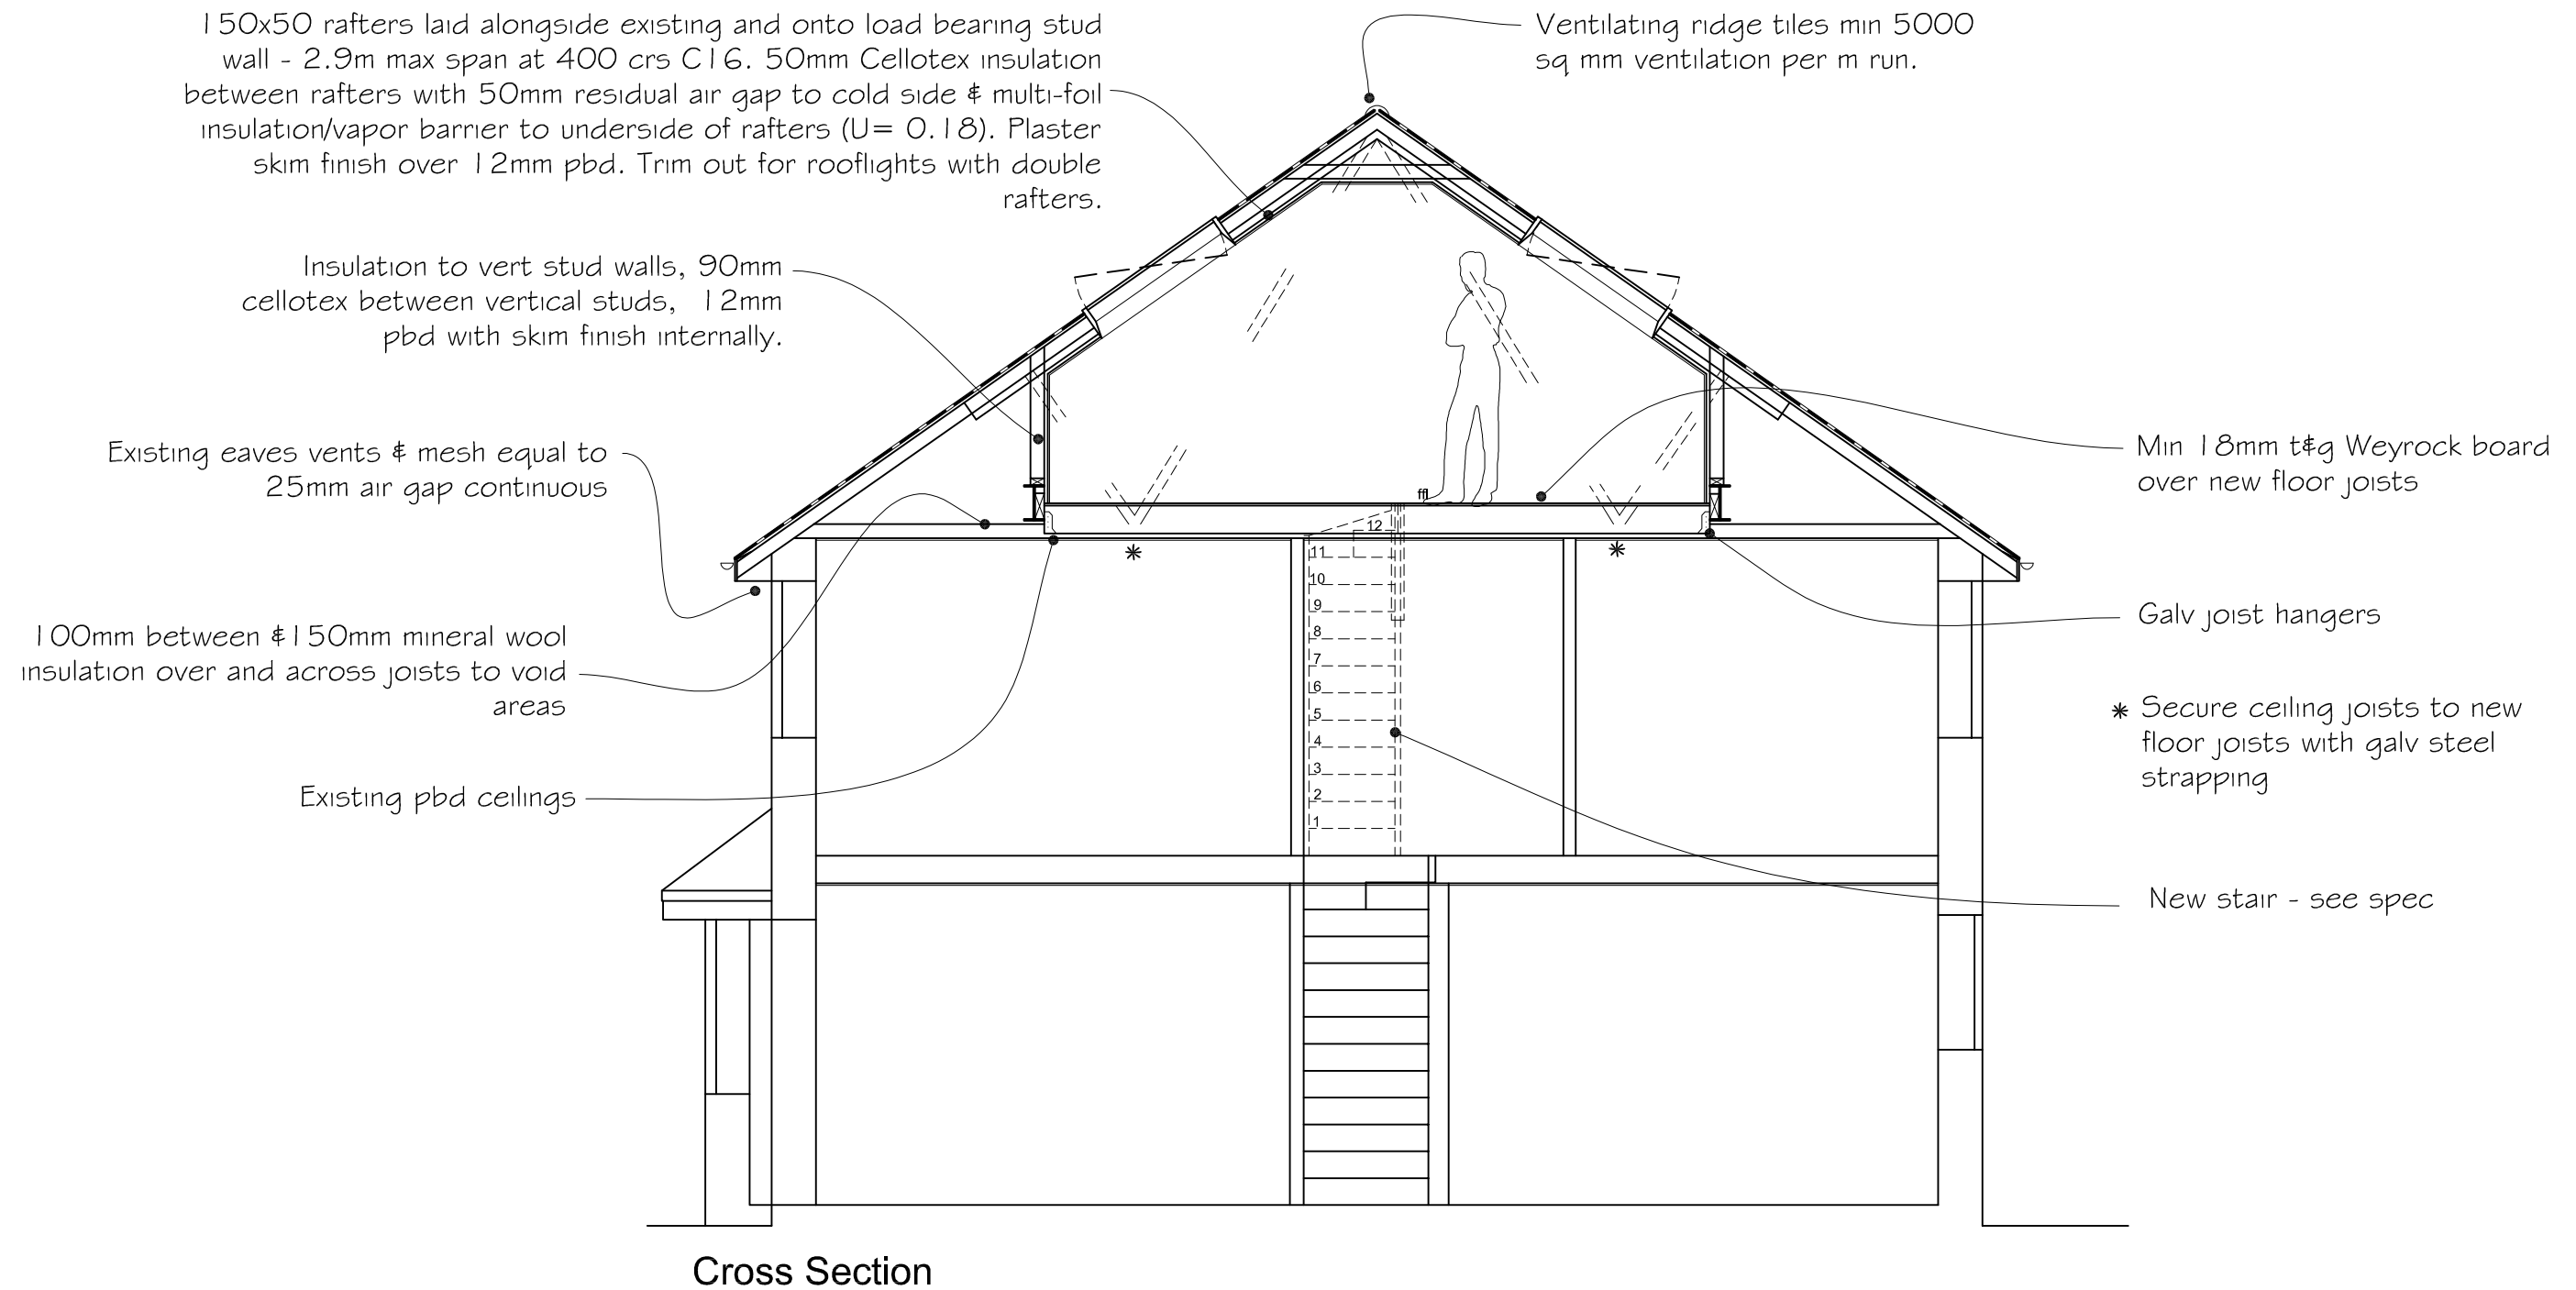 150x50 rafters laid alongside existing and onto load bearing stud
wall - 2.9m max span at 400 crs C16. 50mm Cellotex insulation
between rafters with 50mm residual air gap to cold side & multi-foil
insulation/vapor barrier to underside of rafters (U= 0.18). Plaster
skim finish over 12mm pbd. Trim out for rooflights with double
rafters.
Ventilating ridge tiles min 5000
sq mm ventilation per m run.
Insulation to vert stud walls, 90mm
cellotex between vertical studs, 12mm
pbd with skim finish internally.
Existing eaves vents & mesh equal to
25mm air gap continuous
Min 18mm t&g Weyrock board
over new floor joists
ffl
100mm between &150mm mineral wool
insulation over and across joists to void
areas
Galv joist hangers
* Secure ceiling joists to new
floor joists with galv steel
strapping
Existing pbd ceilings
New stair - see spec
12
*
*
11
10
9
8
7
6
5
4
3
2
1
Cross Section